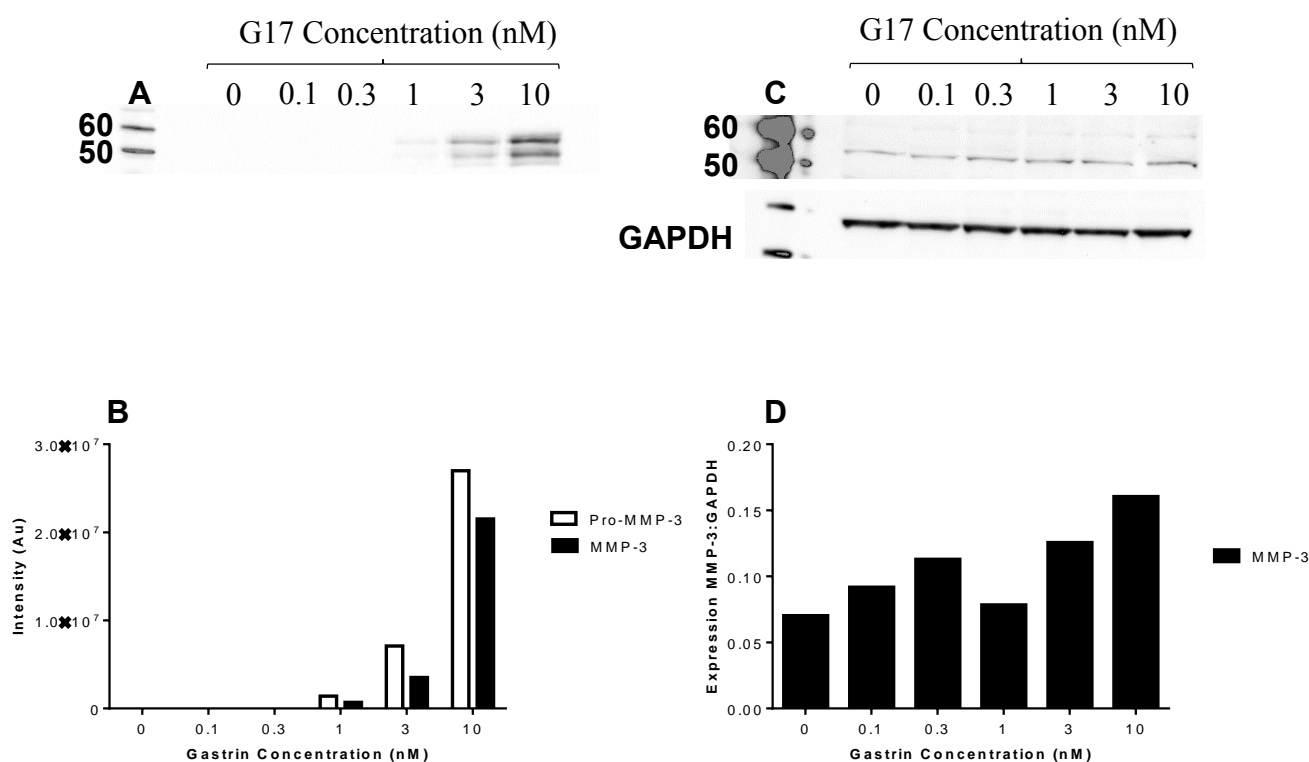 G17 Concentration (nM)
A 0 0.1 0.3 1 3 10
60
50
G17 Concentration (nM)
C 0 0.1 0.3 1 3 10
60
50
GAPDH
B
Intensity (Au)
3.0✖10⁷
2.0✖10⁷
1.0✖10⁷
0
0 0.1 0.3 1 3 10
Gastrin Concentration (nM)
Pro-MMP-3
MMP-3
D
Expression MMP-3:GAPDH
0.20
0.15
0.10
0.05
0.00
0 0.1 0.3 1 3 10
Gastrin Concentration (nM)
MMP-3